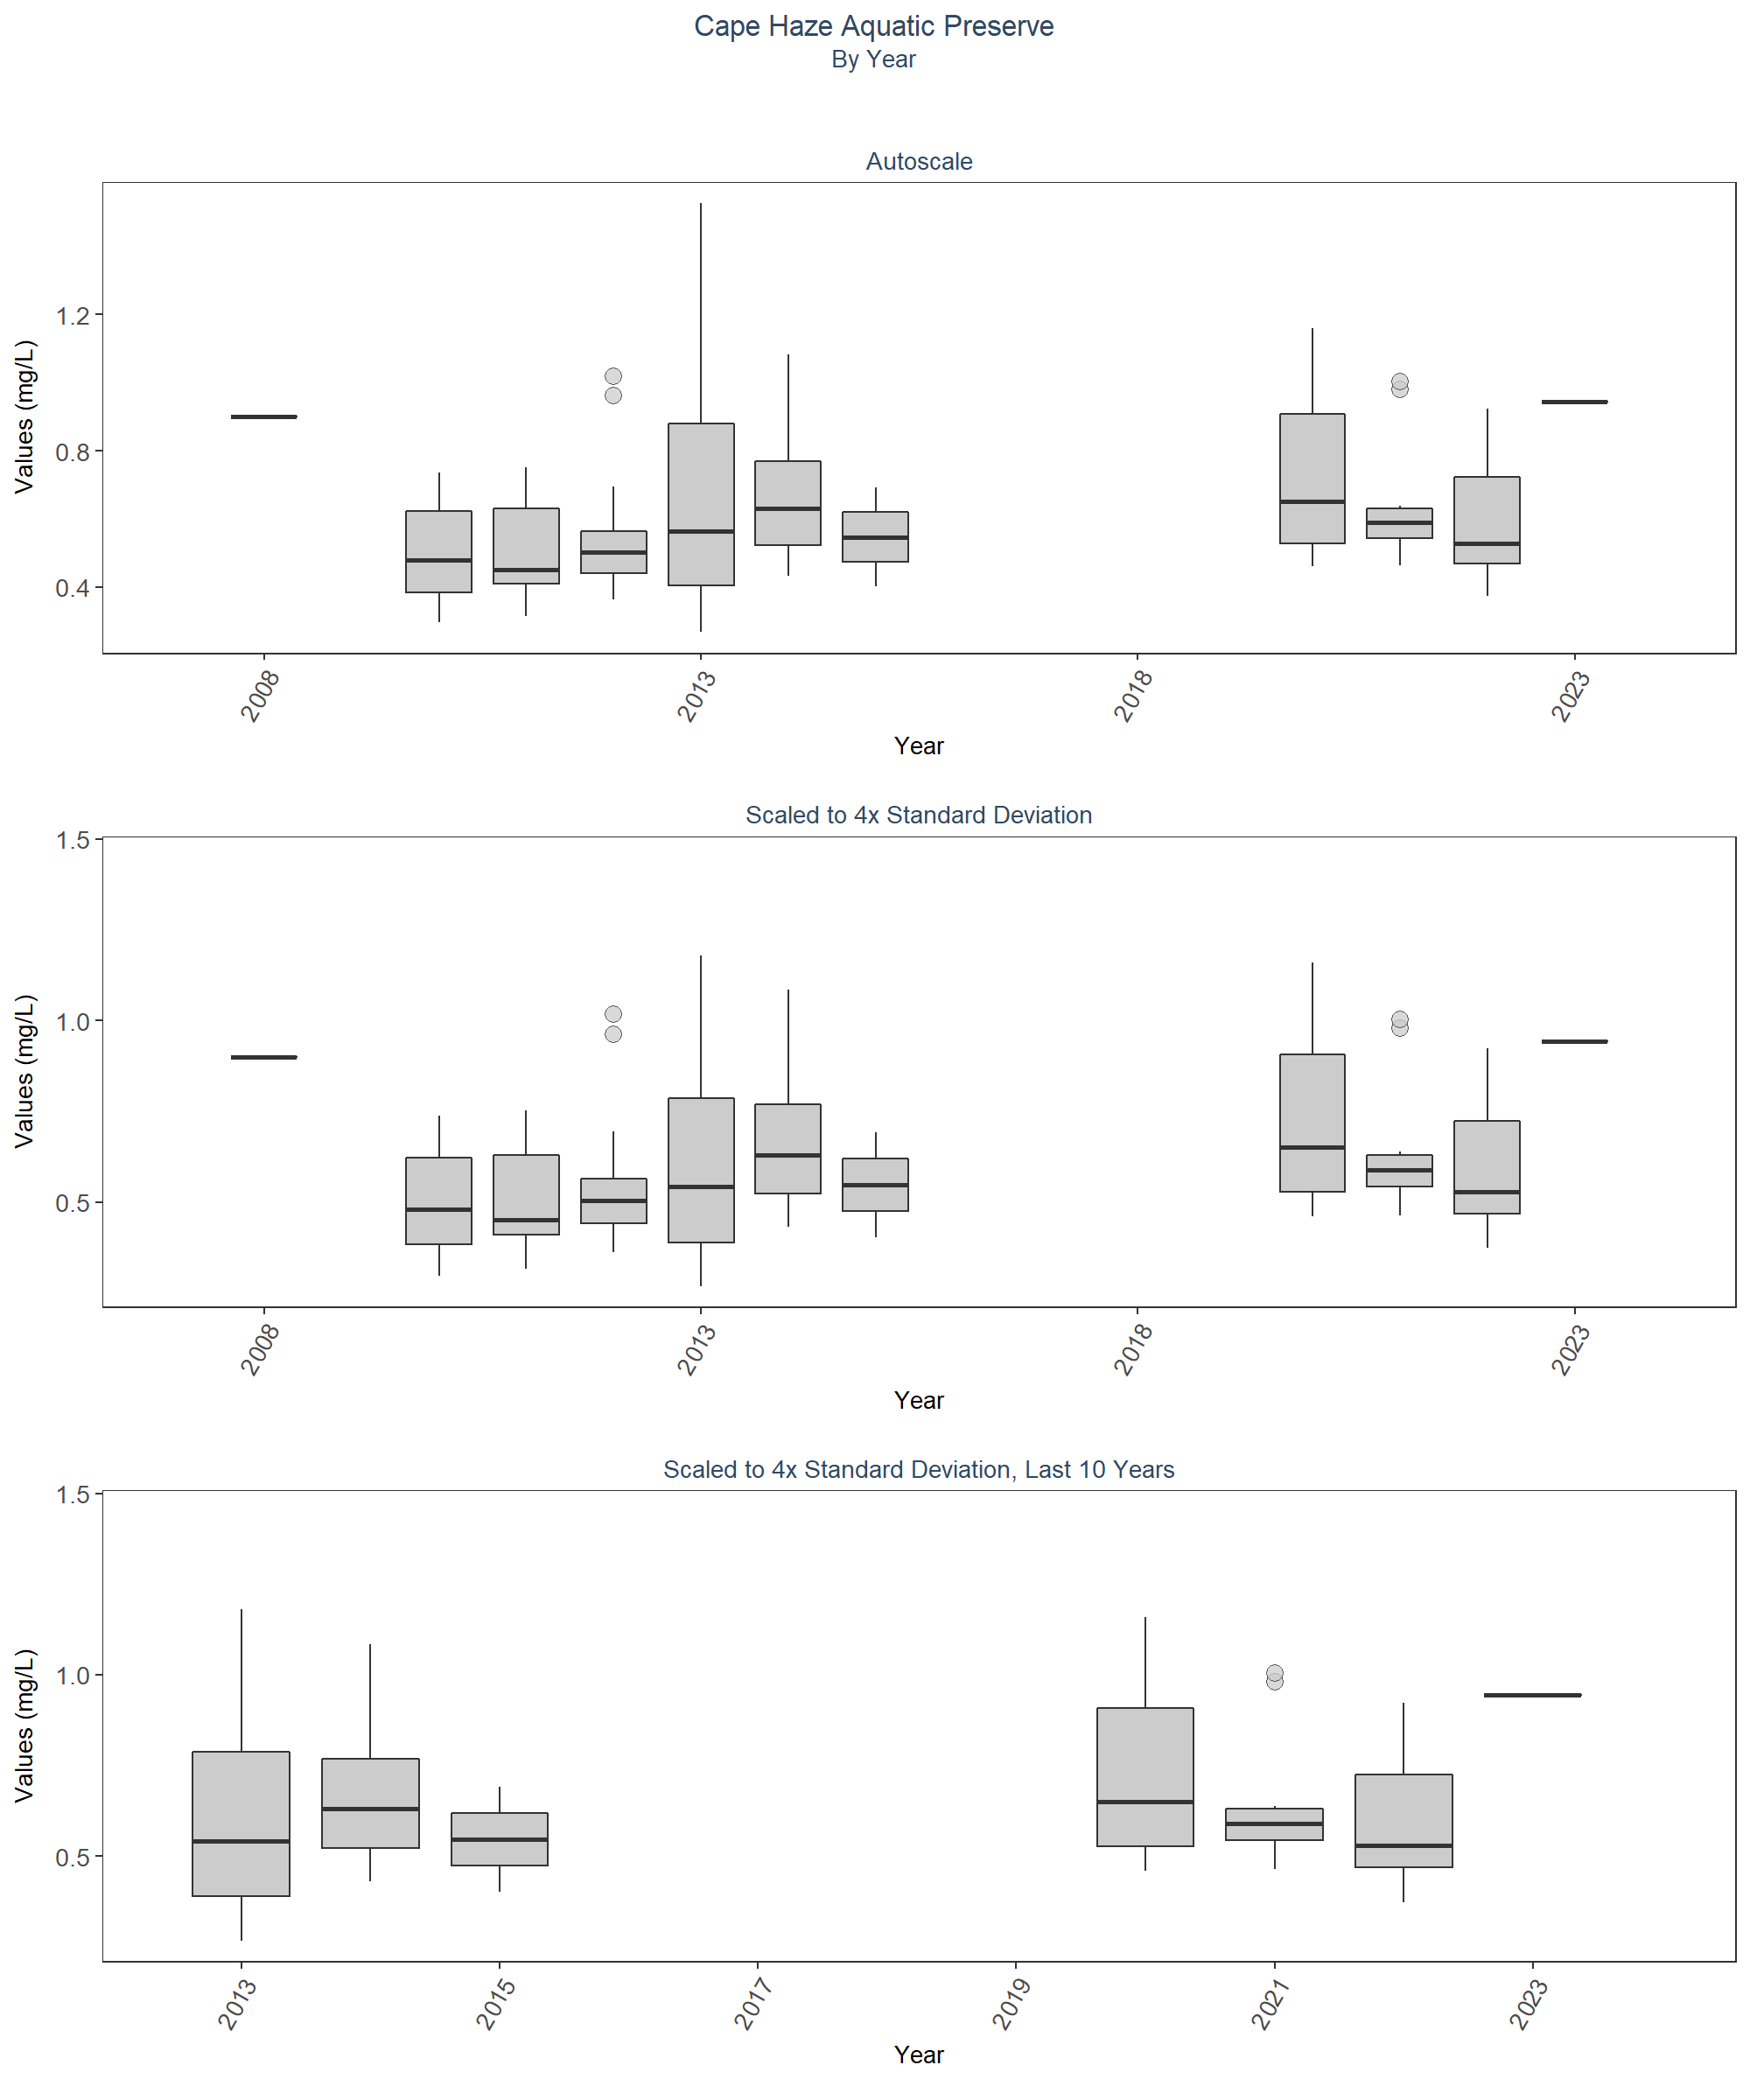 Cape Haze Aquatic Preserve
By Year
Autoscale
Values (mg/L)
1.2
0.8
0.4
2008
2013
2018
2023
Year
Scaled to 4x Standard Deviation
Values (mg/L)
1.5
1.0
0.5
2008
2013
2018
2023
Year
Scaled to 4x Standard Deviation, Last 10 Years
Values (mg/L)
1.5
1.0
0.5
2013
2015
2017
2019
2021
2023
Year